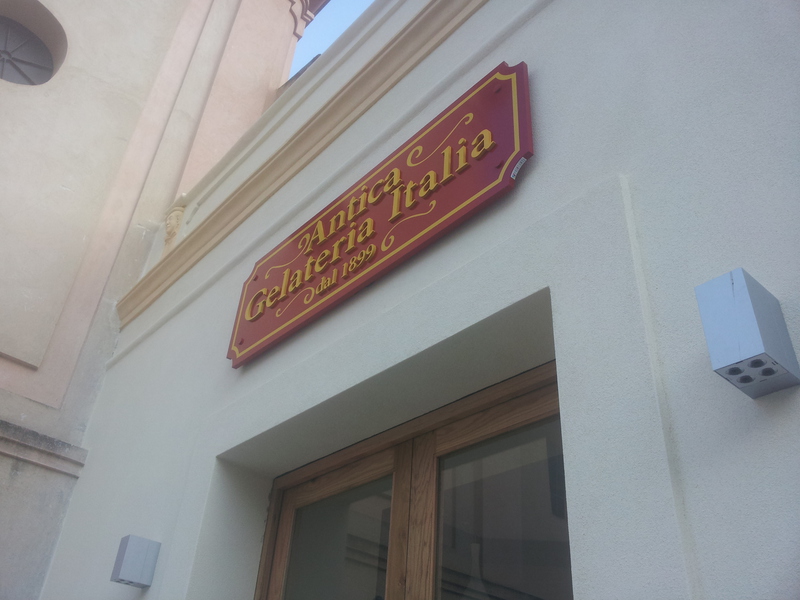 Antica
Gelateria Italia
dal 1899